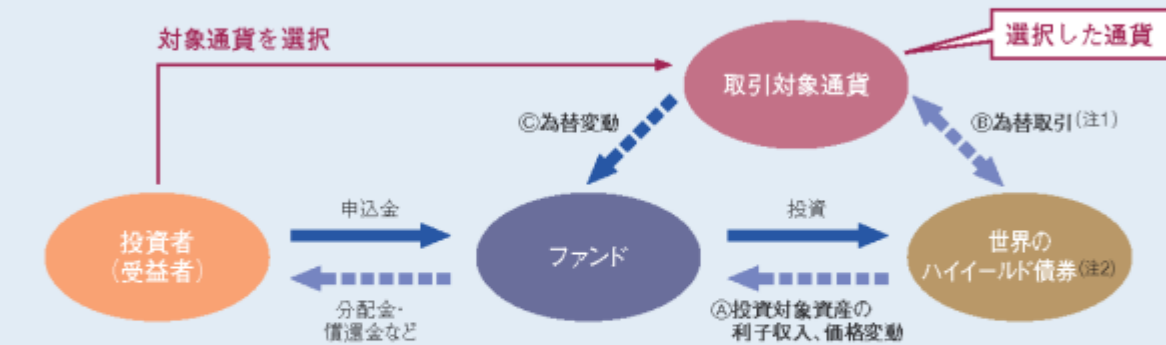 対象通貨を選択
選択した通貨
取引対象通貨
Ⓒ為替変動
Ⓑ為替取引(注1)
申込金
投資
投資者
(受益者)
ファンド
世界の
ハイイールド債券(注2)
分配金・
償還金など
Ⓐ投資対象資産の
利子収入、価格変動